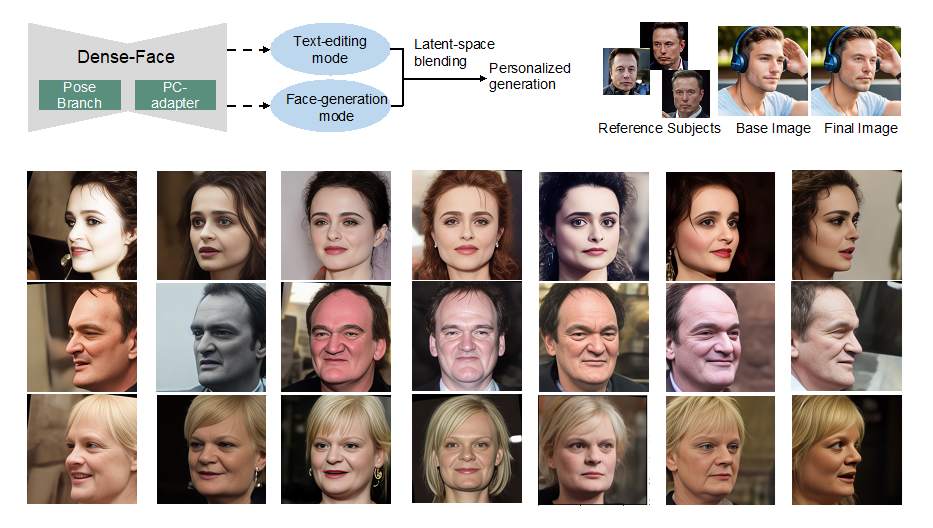 Dense-Face
Pose
Branch
PC-
adapter
Text-editing
mode
Face-generation
mode
Latent-space
blending
Personalized
generation
Reference Subjects
Base Image
Final Image